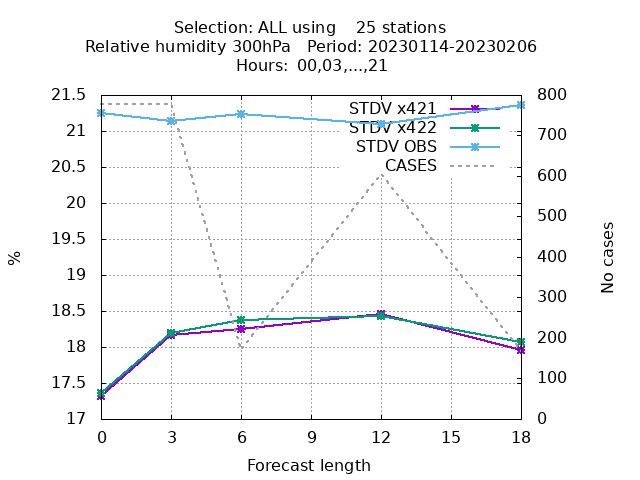 Selection: ALL using    25 stations
Relative humidity 300hPa   Period: 20230114-20230206
Hours: 00,03,...,21
STDV x421
STDV x422
STDV OBS
CASES
21.5
21
20.5
20
19.5
19
18.5
18
17.5
17
800
700
600
500
400
300
200
100
0
%
No cases
0 3 6 9 12 15 18
Forecast length